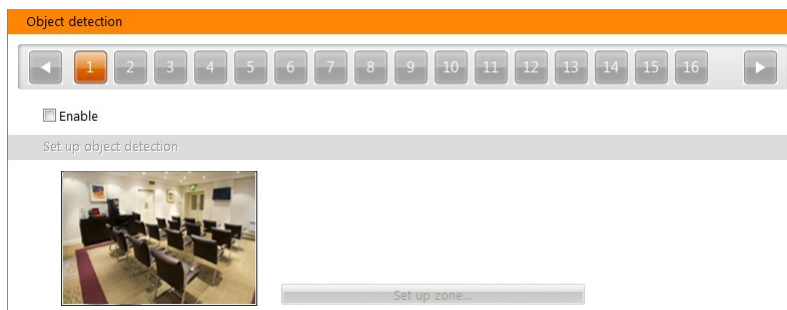 Object detection
1 2 3 4 5 6 7 8 9 10 11 12 13 14 15 16
Enable
Set up object detection
Set up zone...